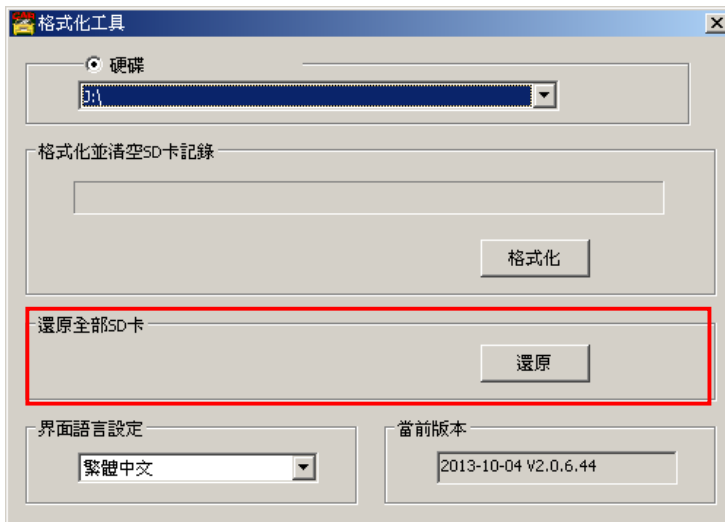 格式化工具
硬碟
J:\
格式化並清空SD卡記錄
格式化
還原全部SD卡
還原
界面語言設定
當前版本
繁體中文
2013-10-04 V2.0.6.44